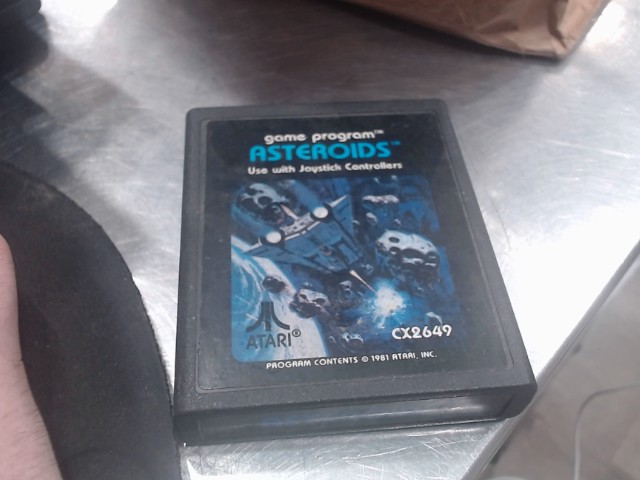 game program™
ASTEROIDS™
Use with Joystick Controllers
ATARI®
CX2649
PROGRAM CONTENTS © 1981 ATARI, INC.